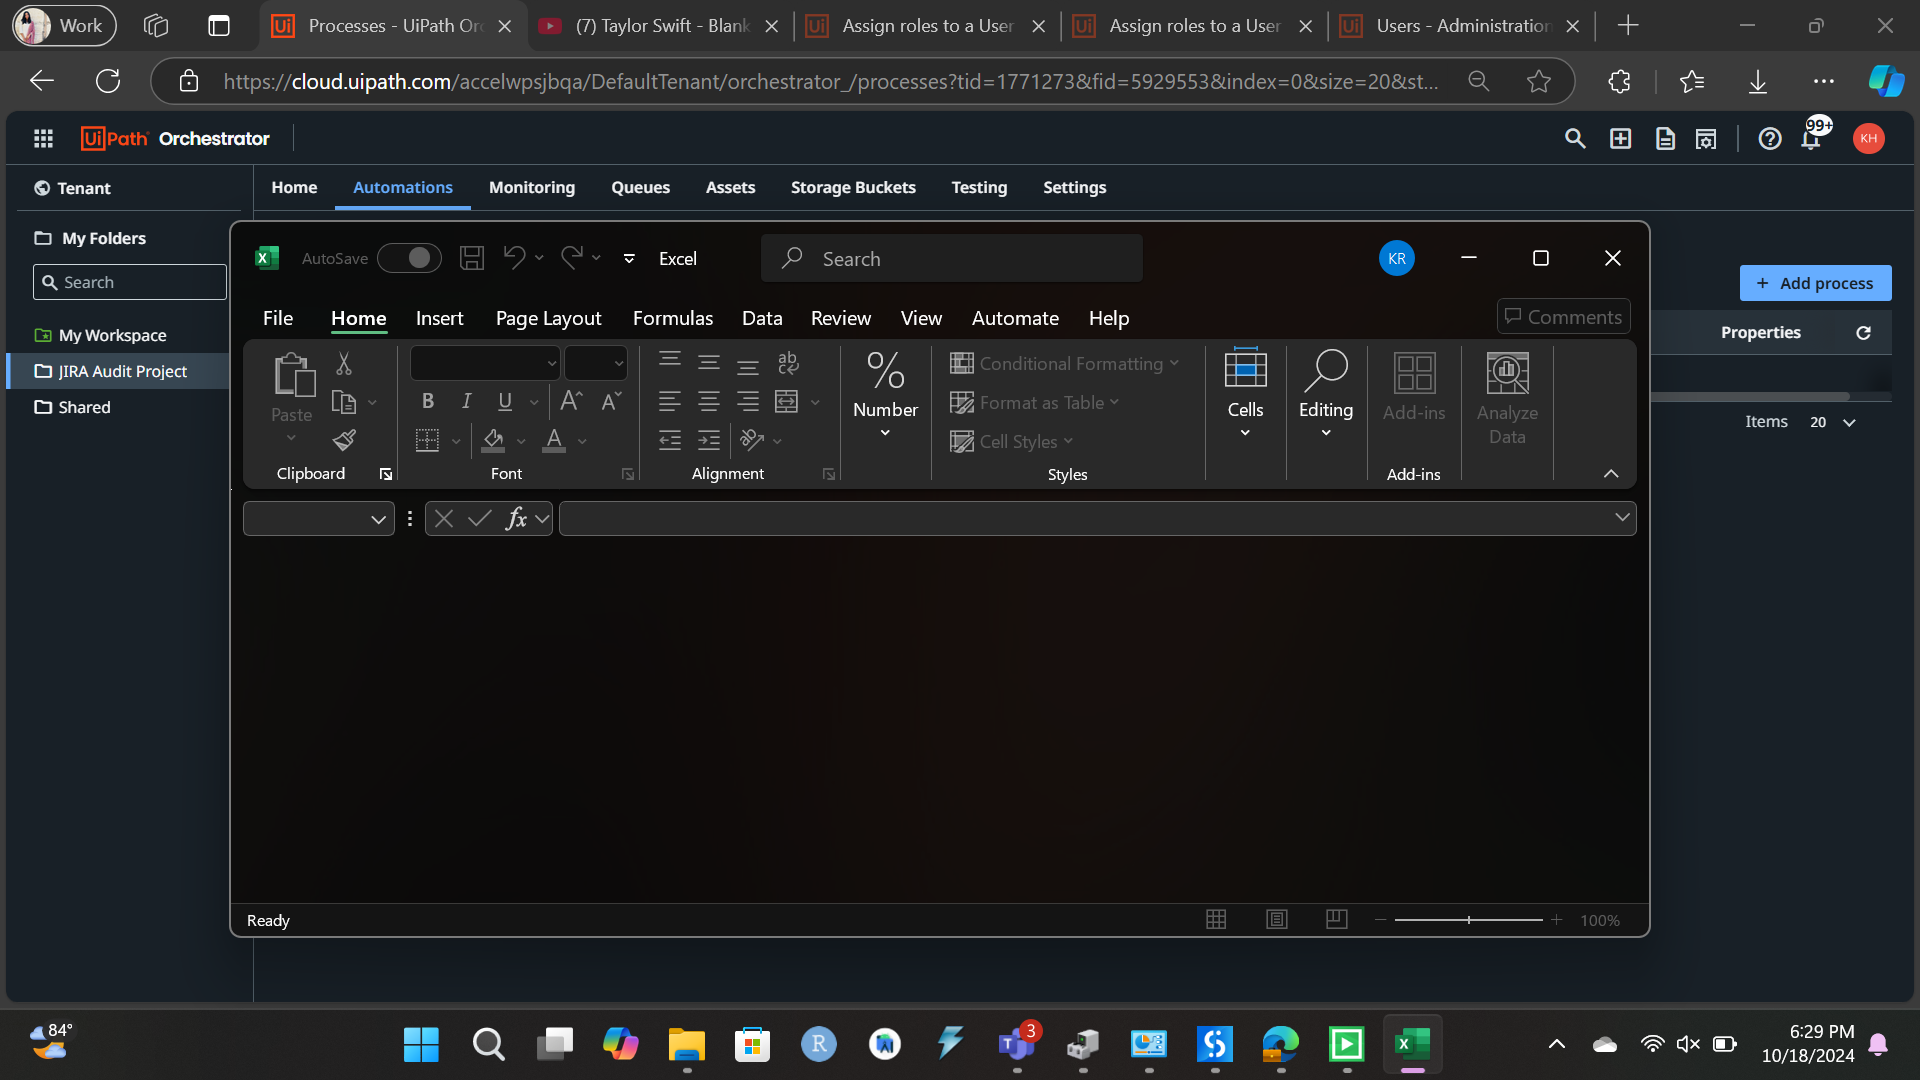 Work
Processes - UiPath Orc
(7) Taylor Swift - Blank
Assign roles to a User
Assign roles to a User
Users - Administration
https://cloud.uipath.com/accelwpsjbqa/DefaultTenant/orchestrator_/processes?tid=1771273&fid=5929553&index=0&size=20&st...
UiPath Orchestrator
99+
KH
Tenant
Home Automations Monitoring Queues Assets Storage Buckets Testing Settings
My Folders
Search
My Workspace
JIRA Audit Project
Shared
+ Add process
Properties
Items 20
AutoSave
Excel
Search
KR
File Home Insert Page Layout Formulas Data Review View Automate Help
Comments
Paste
Clipboard
B I U A A
A
Font
ab
Alignment
%
Number
Conditional Formatting
Format as Table
Cell Styles
Styles
Cells
Editing
Add-ins
Add-ins
Analyze
Data
fx
Ready
100%
84°
R
3
6:29 PM
10/18/2024